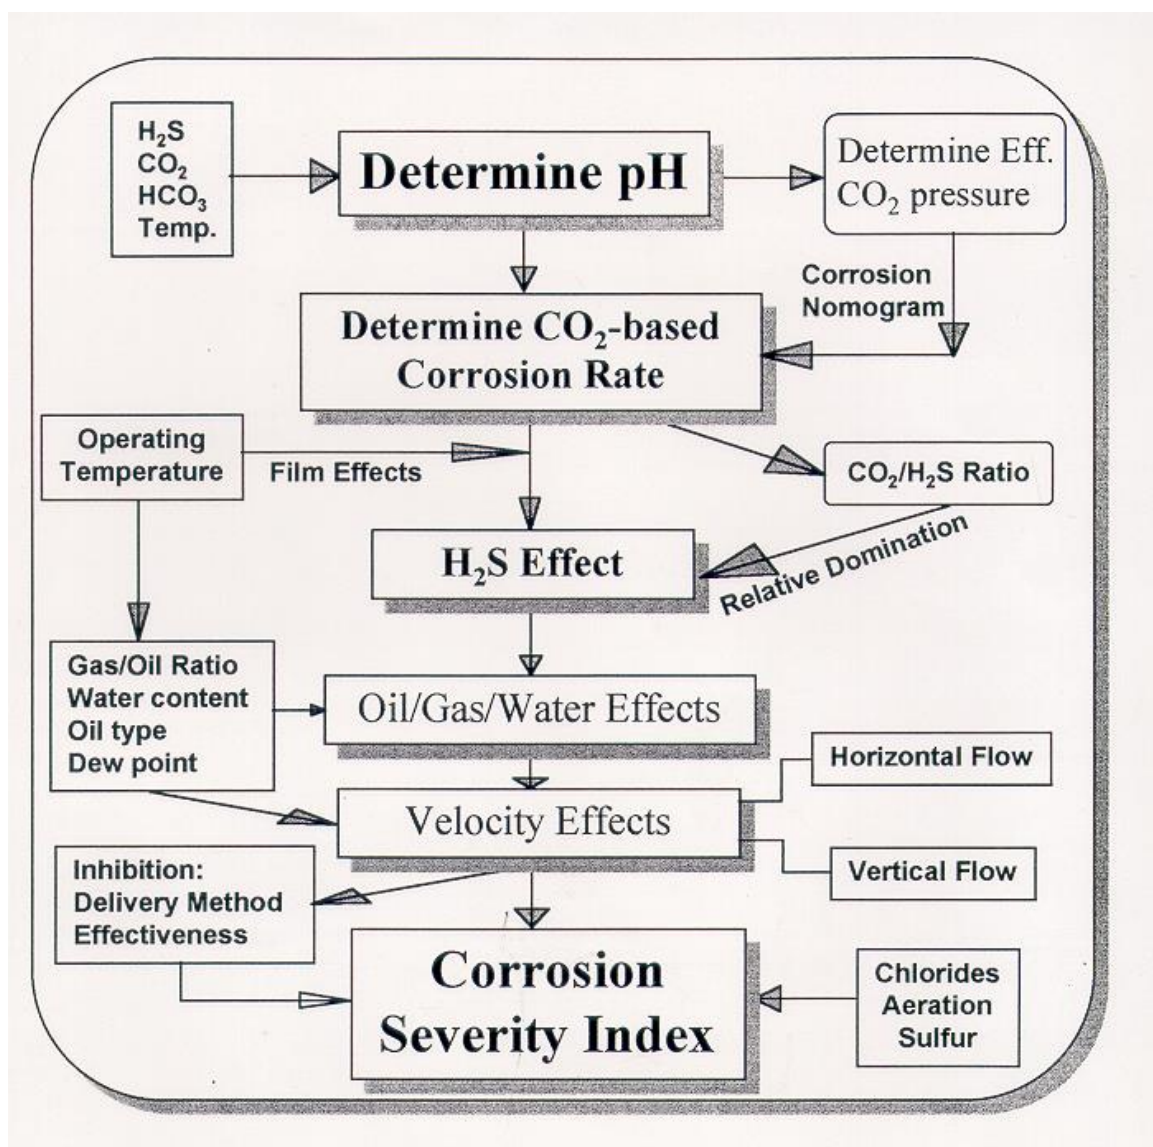 H₂S
CO₂
HCO₃
Temp.
Determine pH
Determine Eff.
CO₂ pressure
Corrosion
Nomogram
Determine CO₂-based
Corrosion Rate
Operating
Temperature
Film Effects
CO₂/H₂S Ratio
H₂S Effect
Relative Domination
Gas/Oil Ratio
Water content
Oil type
Dew point
Oil/Gas/Water Effects
Horizontal Flow
Velocity Effects
Vertical Flow
Inhibition:
Delivery Method
Effectiveness
Corrosion
Severity Index
Chlorides
Aeration
Sulfur